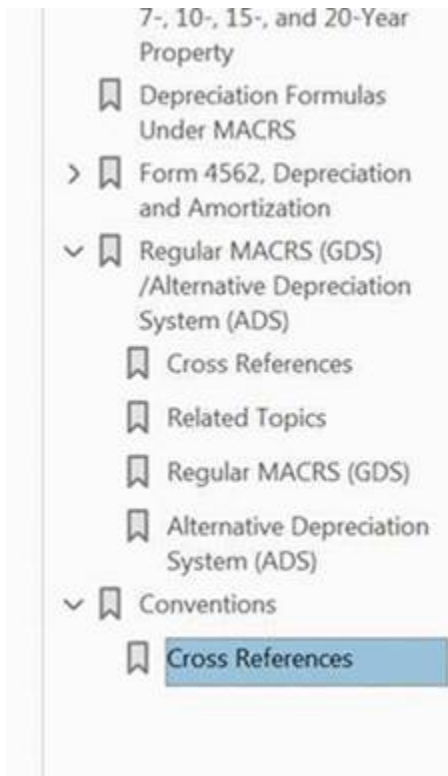 7-, 10-, 15-, and 20-Year
Property
Depreciation Formulas
Under MACRS
Form 4562, Depreciation
and Amortization
Regular MACRS (GDS)
/Alternative Depreciation
System (ADS)
Cross References
Related Topics
Regular MACRS (GDS)
Alternative Depreciation
System (ADS)
Conventions
Cross References